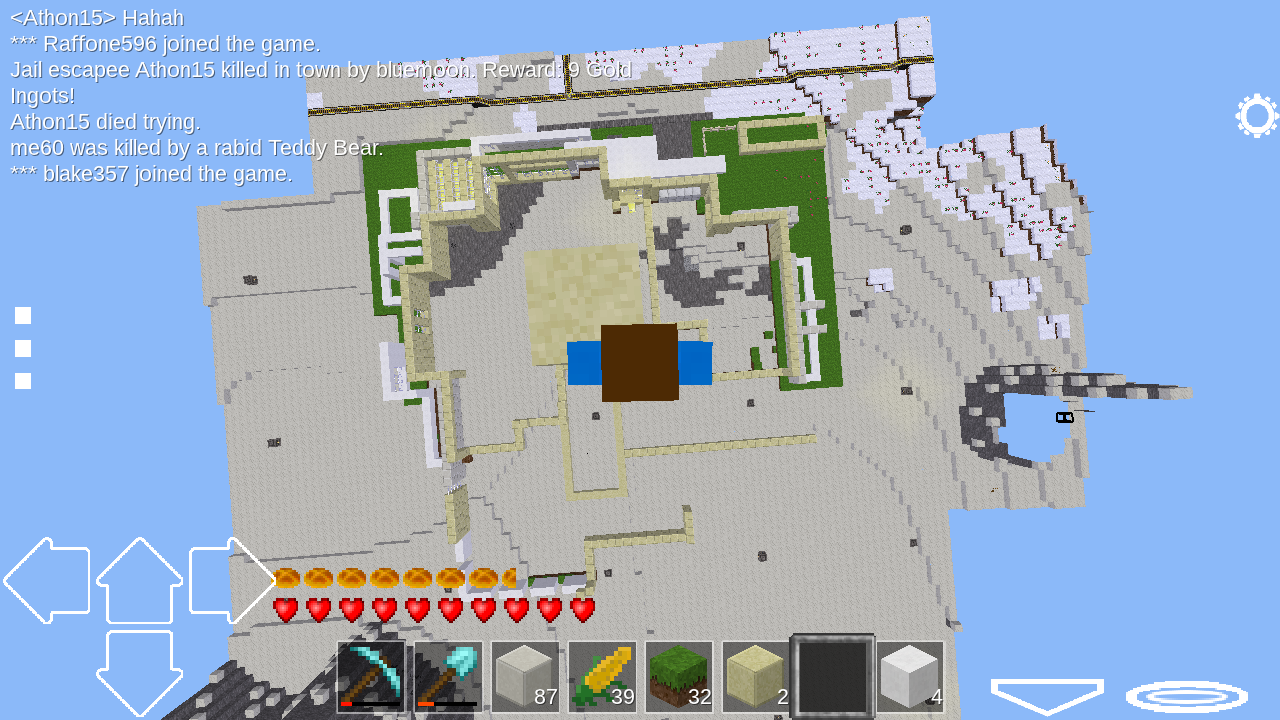 <Athon15> Hahah
*** Raffone596 joined the game.
Jail escapee Athon15 killed in town by bluemoon. Reward: 9 Gold
Ingots!
Athon15 died trying.
me60 was killed by a rabid Teddy Bear.
*** blake357 joined the game.
87 39 32 2 4